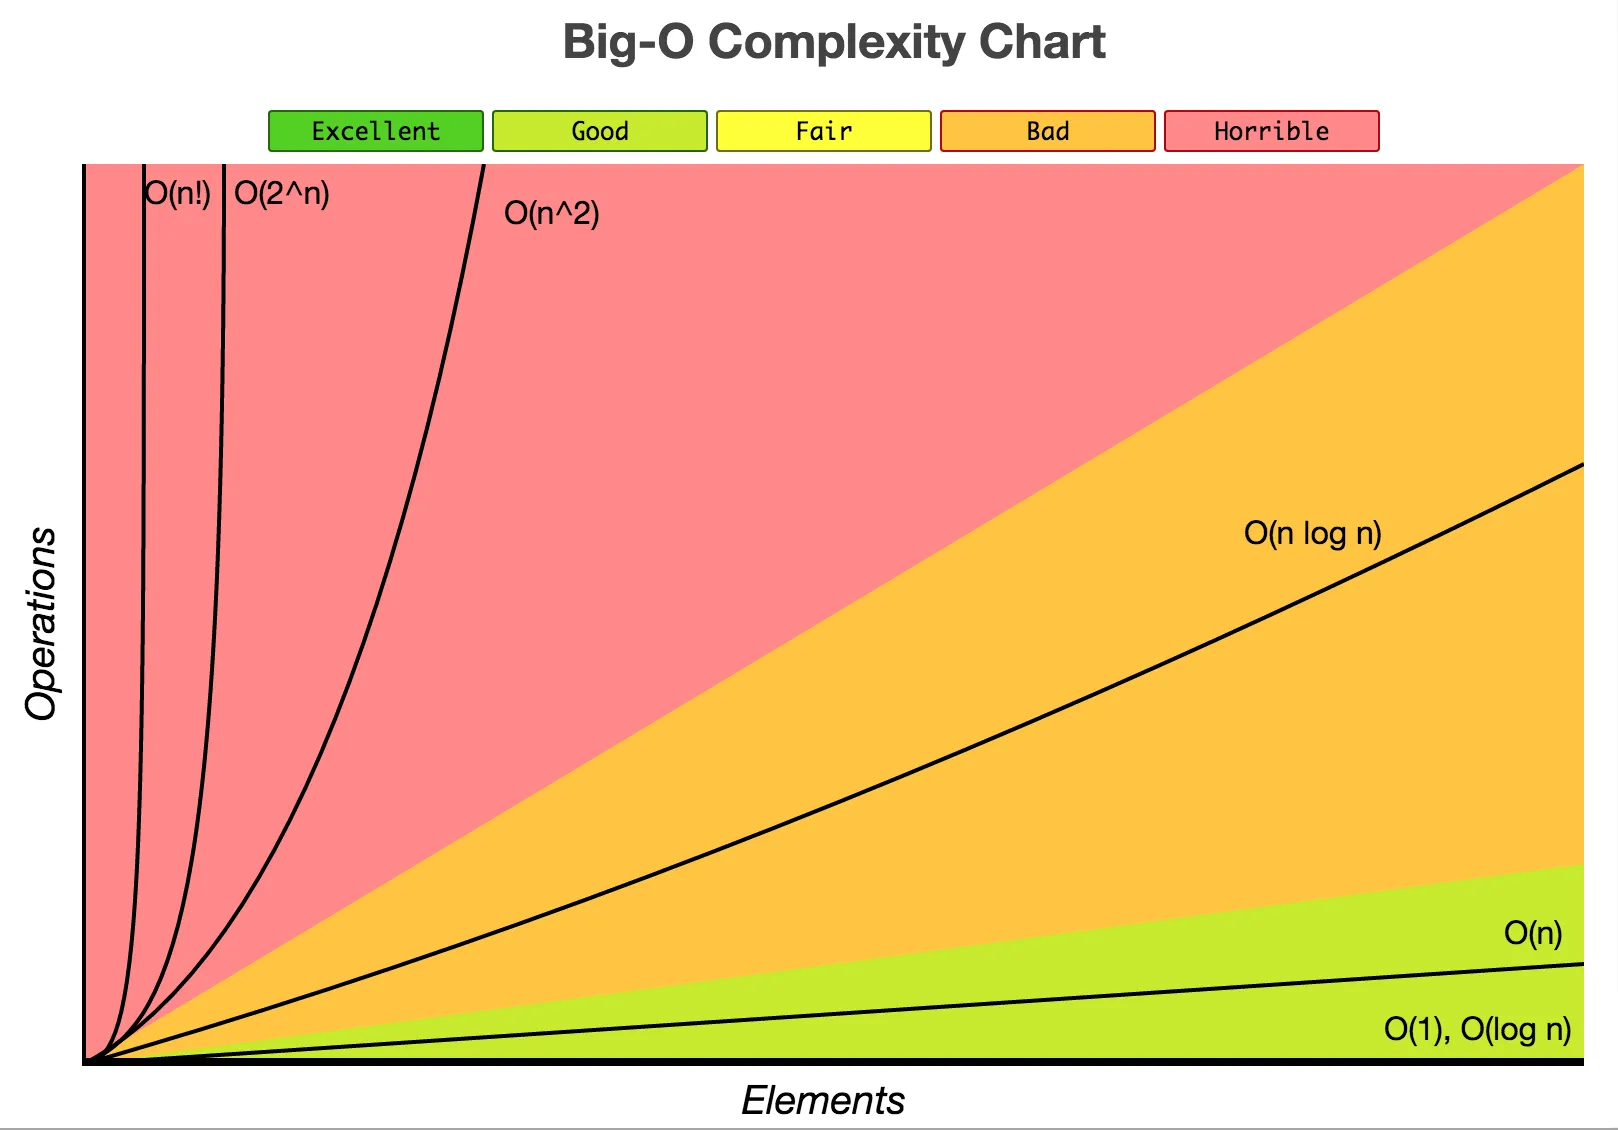 Big-O Complexity Chart
Excellent Good Fair Bad Horrible
O(n!) O(2^n)
O(n^2)
O(n log n)
Operations
O(n)
O(1), O(log n)
Elements